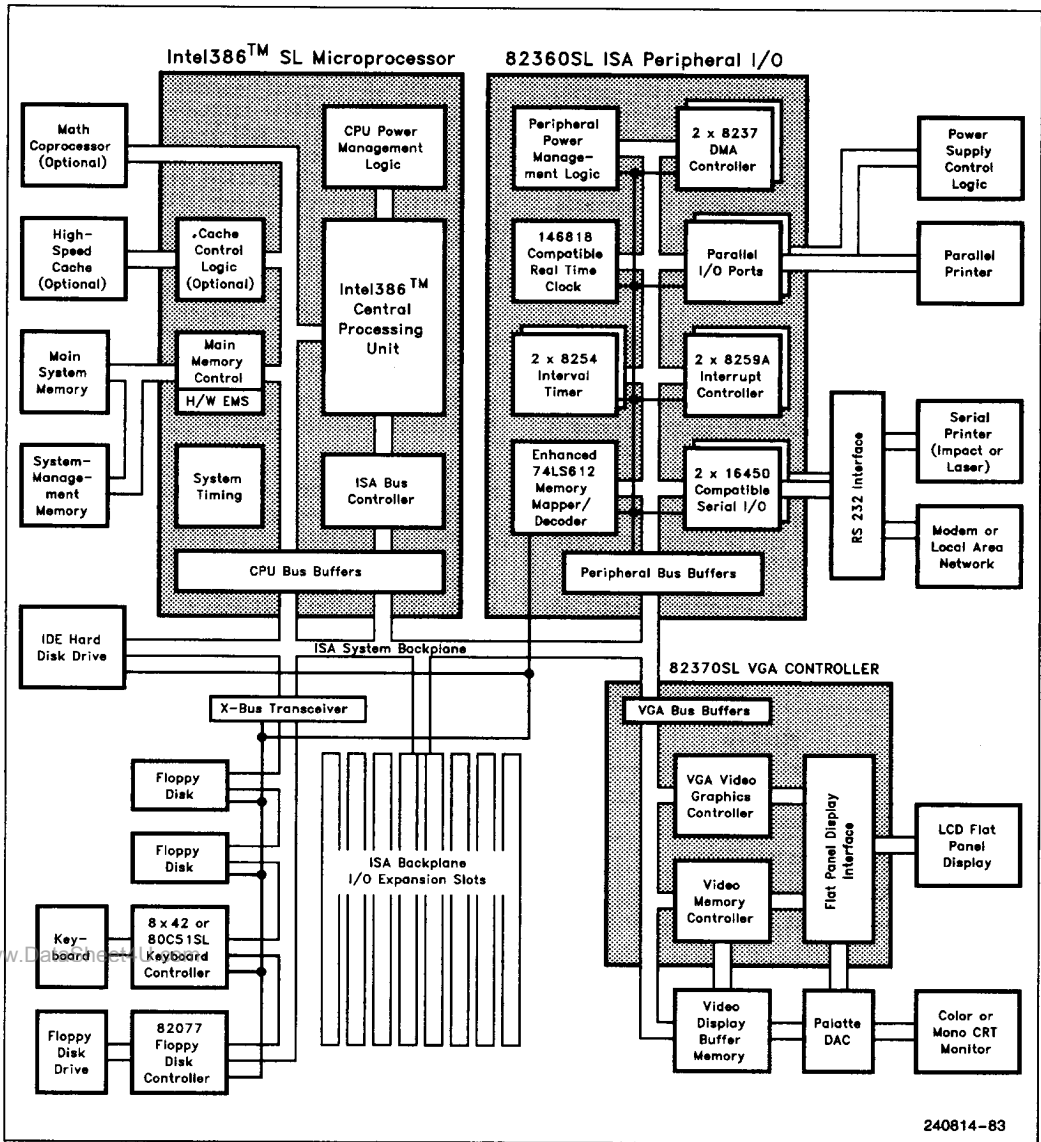 Intel386™ SL Microprocessor
82360SL ISA Peripheral I/O
Math
Coprocessor
(Optional)
CPU Power
Management
Logic
High-
Speed
Cache
(Optional)
Cache
Control
Logic
(Optional)
Intel386™
Central
Processing
Unit
Main
System
Memory
Main
Memory
Control
H/W EMS
System-
Manage-
ment
Memory
System
Timing
ISA Bus
Controller
CPU Bus Buffers
Peripheral
Power
Manage-
ment Logic
2 x 8237
DMA
Controller
Power
Supply
Control
Logic
146818
Compatible
Real Time
Clock
Parallel
I/O Ports
Parallel
Printer
2 x 8254
Interval
Timer
2 x 8259A
Interrupt
Controller
Enhanced
74LS612
Memory
Mapper/
Decoder
2 x 16450
Compatible
Serial I/O
RS 232 Interface
Serial
Printer
(Impact or
Laser)
Modem or
Local Area
Network
Peripheral Bus Buffers
IDE Hard
Disk Drive
ISA System Backplane
X-Bus Transceiver
82370SL VGA CONTROLLER
VGA Bus Buffers
Floppy
Disk
Floppy
Disk
ISA Backplane
I/O Expansion Slots
VGA Video
Graphics
Controller
Flat Panel Display
Interface
LCD Flat
Panel
Display
Video
Memory
Controller
Key-
board
8 x 42 or
80C51SL
Keyboard
Controller
w.DataSheet4U.com
Floppy
Disk
Drive
82077
Floppy
Disk
Controller
Video
Display
Buffer
Memory
Palatte
DAC
Color or
Mono CRT
Monitor
240814-83